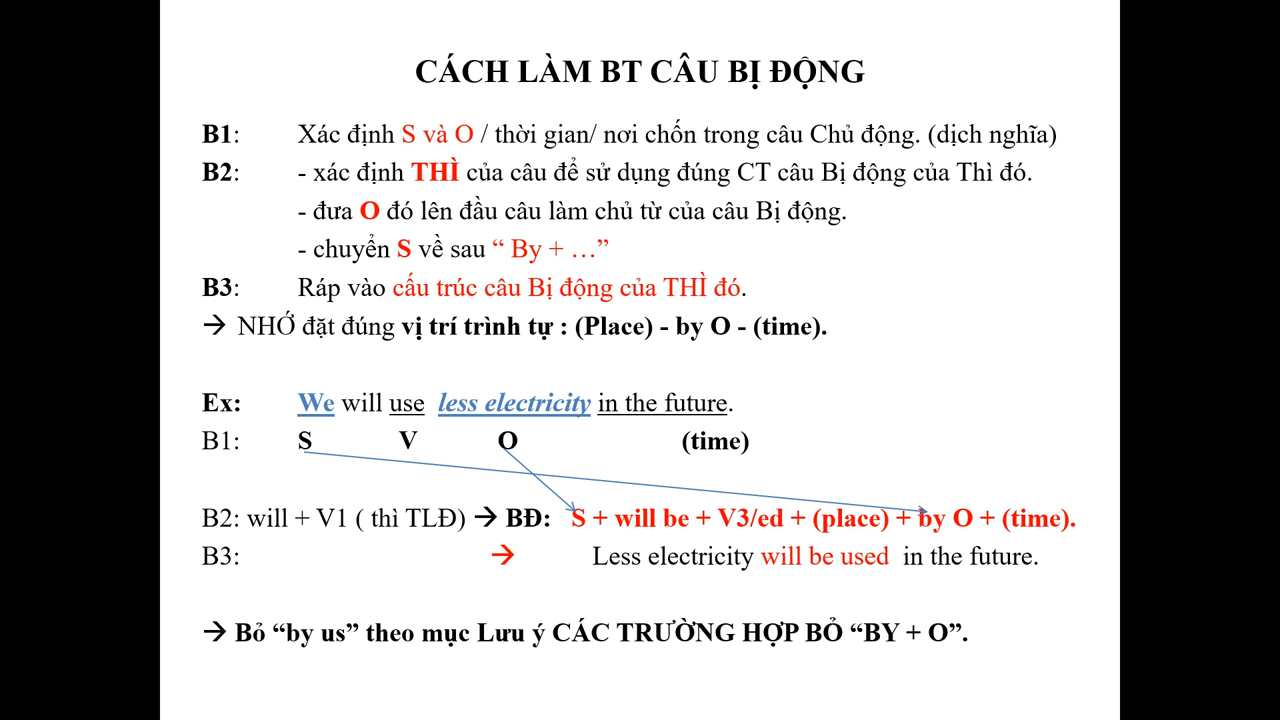 CÁCH LÀM BT CÂU BỊ ĐỘNG
B1: Xác định S và O / thời gian/ nơi chốn trong câu Chủ động. (dịch nghĩa)
B2: - xác định THÌ của câu để sử dụng đúng CT câu Bị động của Thì đó.
- đưa O đó lên đầu câu làm chủ từ của câu Bị động.
- chuyển S về sau “ By + …”
B3: Ráp vào cấu trúc câu Bị động của THÌ đó.
→ NHỚ đặt đúng vị trí trình tự : (Place) - by O - (time).
Ex: We will use less electricity in the future.
B1: S V O (time)
B2: will + V1 ( thì TLĐ) → BĐ: S + will be + V3/ed + (place) + by O + (time).
B3: → Less electricity will be used in the future.
→ Bỏ “by us” theo mục Lưu ý CÁC TRƯỜNG HỢP BỎ “BY + O”.